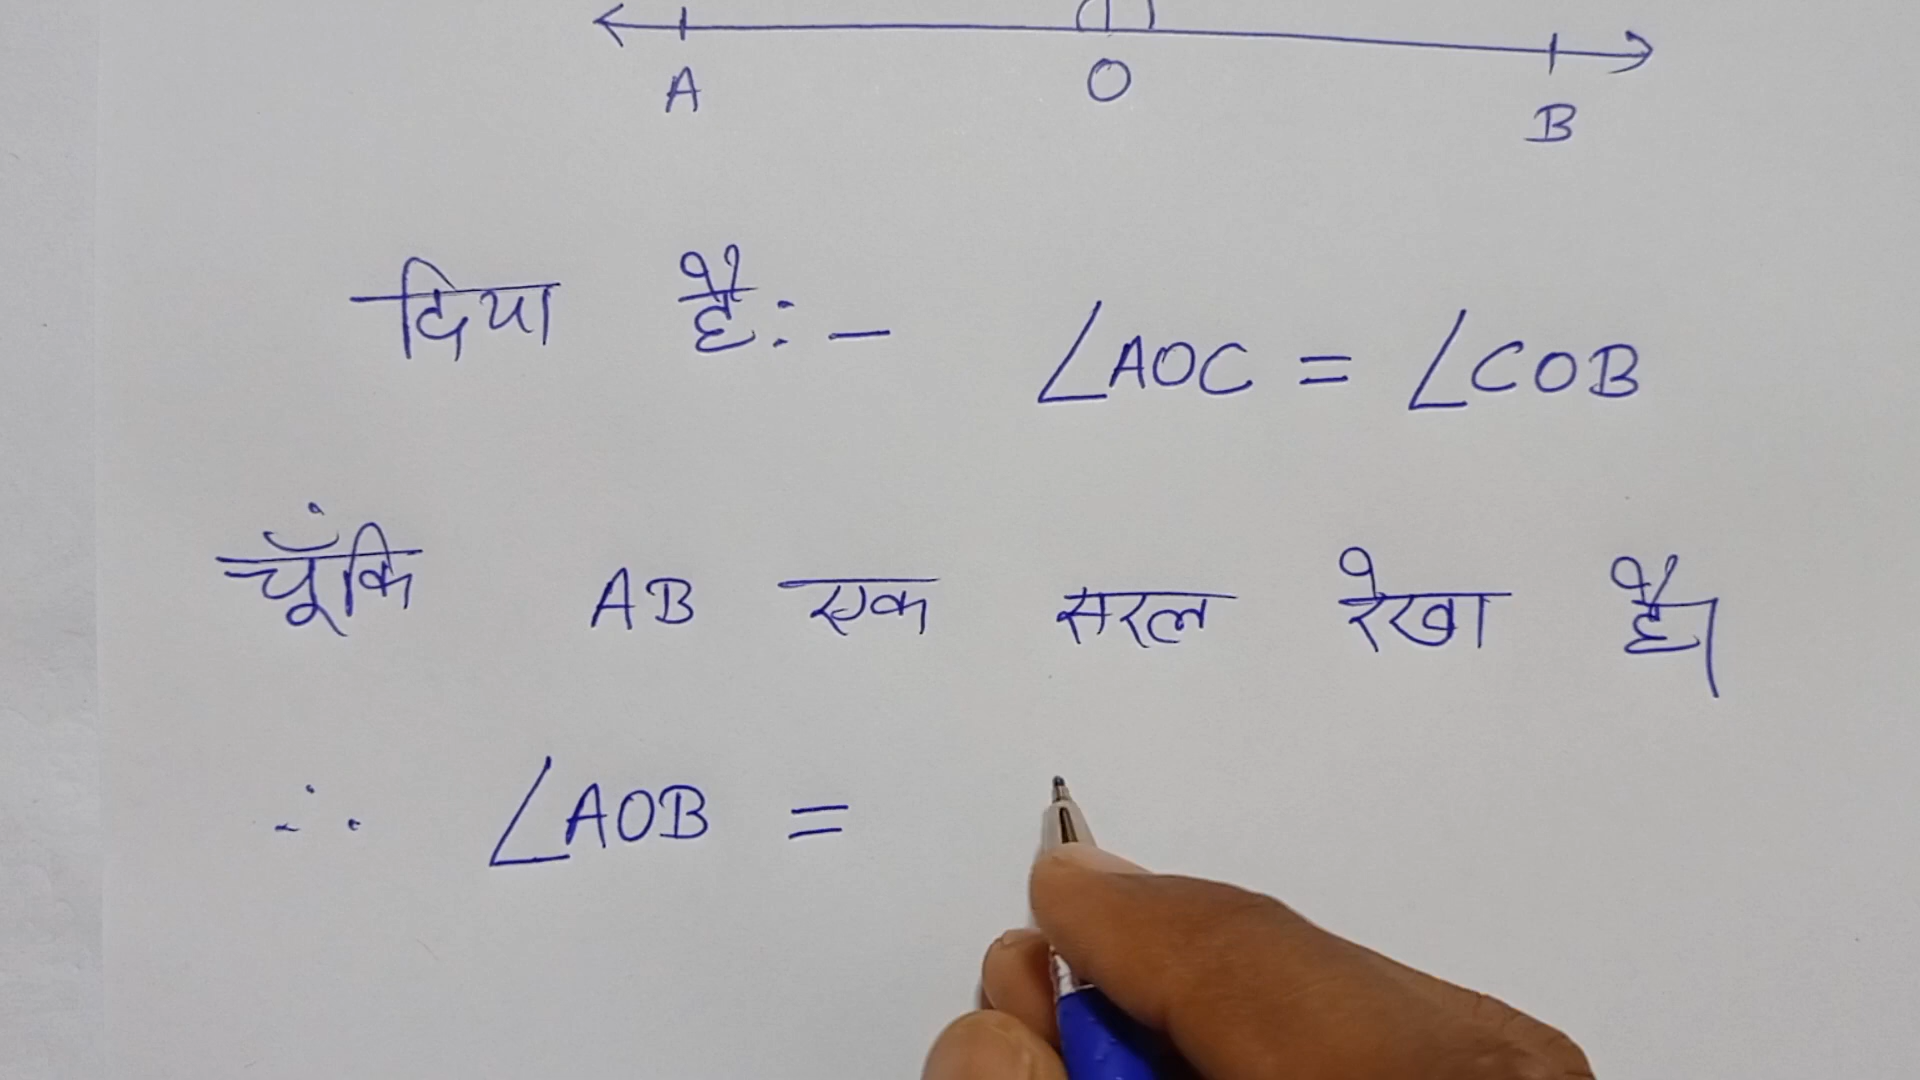 A O B
दिया है:- ∠AOC = ∠COB
चूँकि AB एक सरल रेखा है।
∴ ∠AOB =